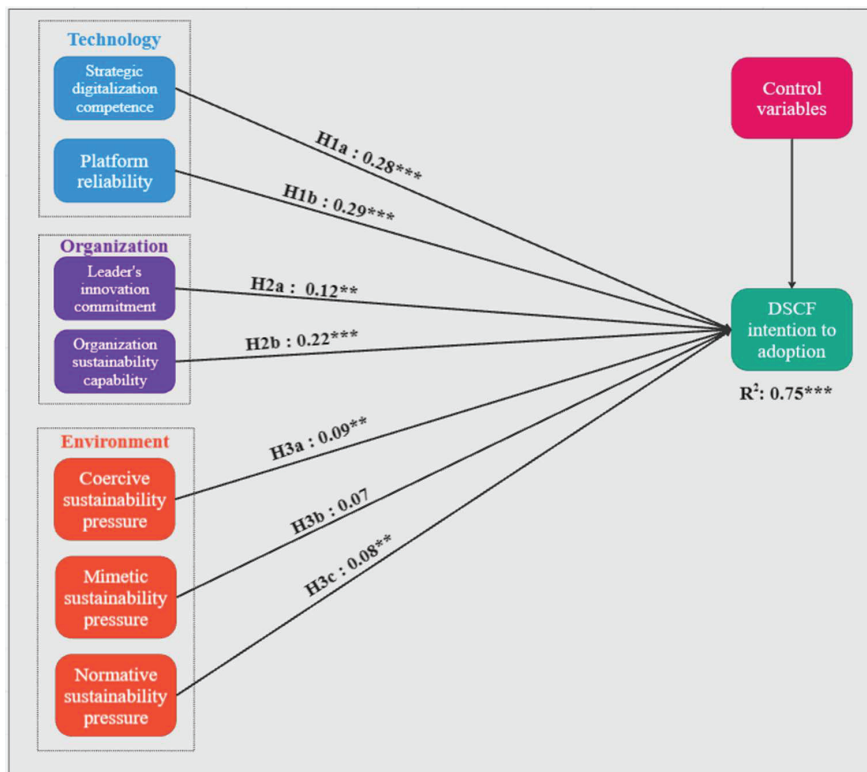 Technology
Strategic
digitalization
competence
Platform
reliability
H1a : 0.28***
H1b : 0.29***
Control
variables
Organization
Leader's
innovation
commitment
Organization
sustainability
capability
H2a : 0.12**
H2b : 0.22***
DSCF
intention to
adoption
R²: 0.75***
Environment
Coercive
sustainability
pressure
Mimetic
sustainability
pressure
Normative
sustainability
pressure
H3a : 0.09**
H3b : 0.07
H3c : 0.08**